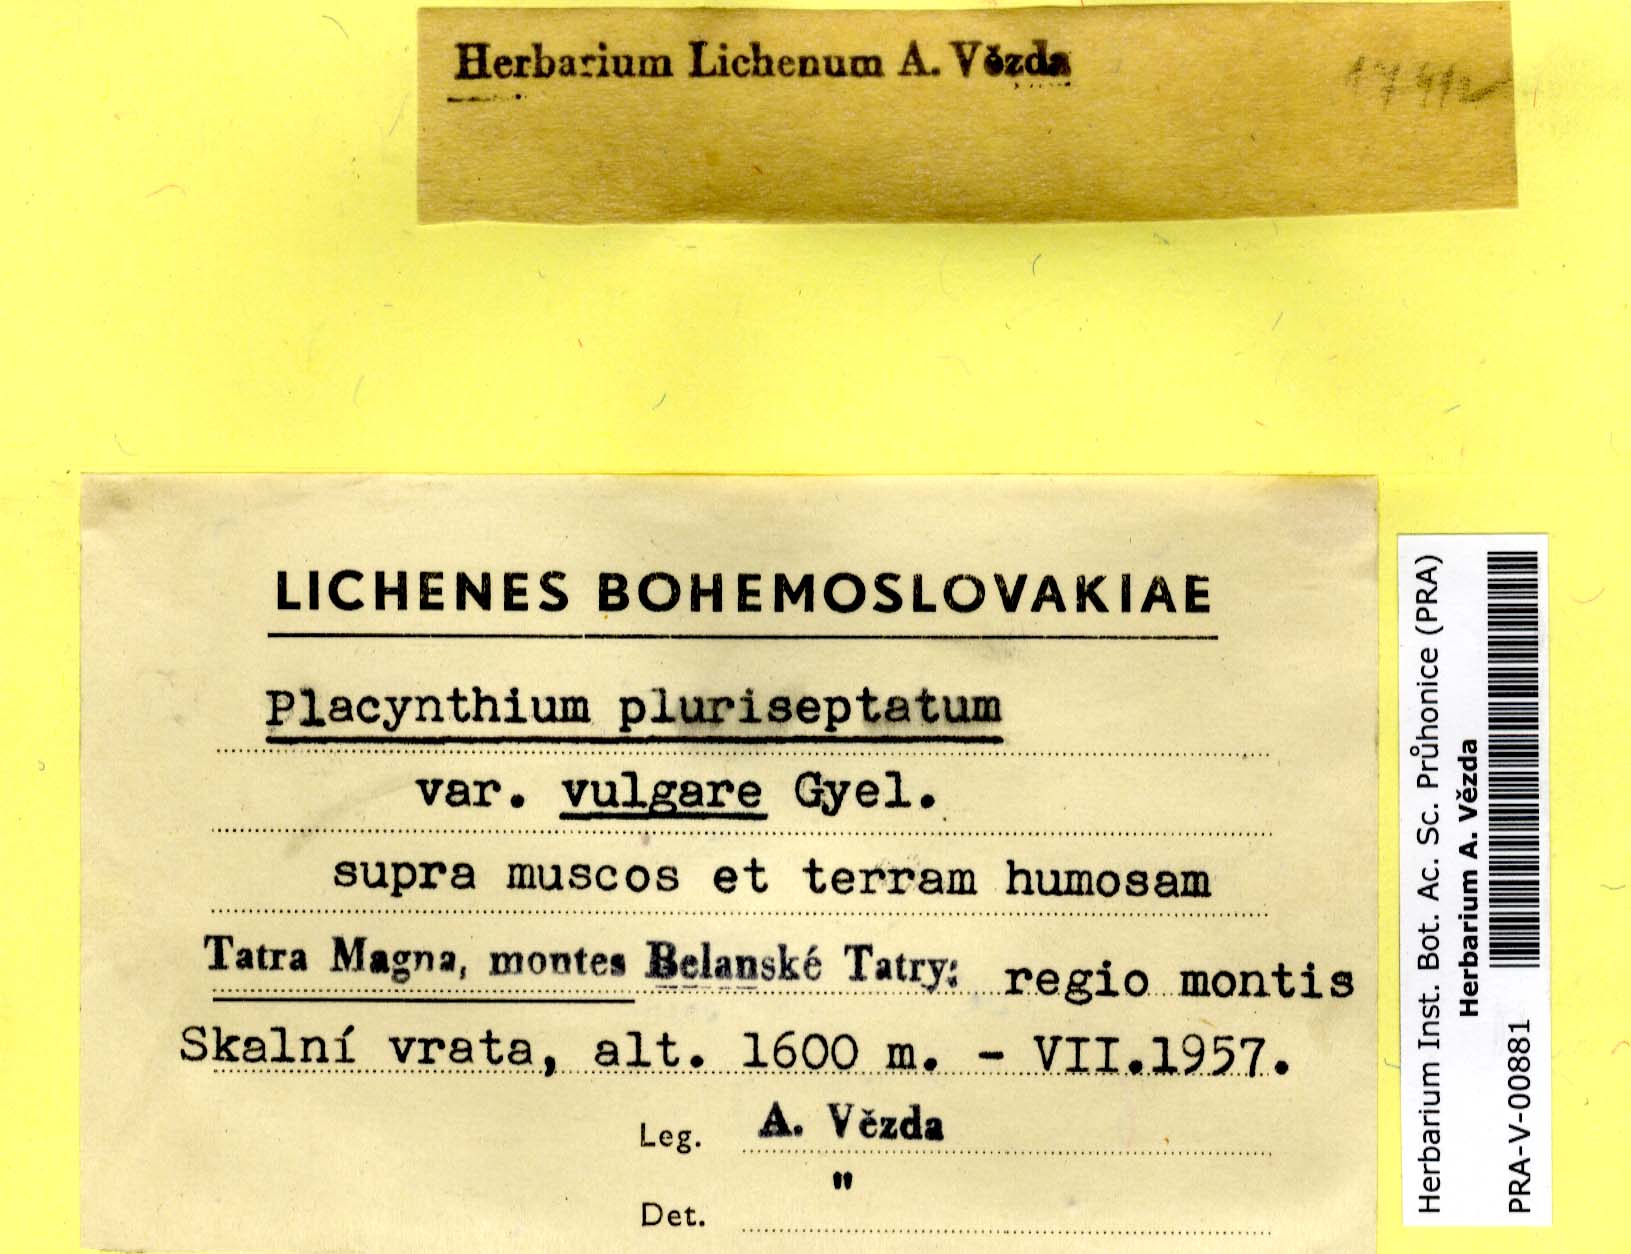 Herbarium Lichenum A. Vězda
LICHENES BOHEMOSLOVAKIAE
Placynthium pluriseptatum
var. vulgare Gyel.
supra muscos et terram humosam
Tatra Magna, montes Belanské Tatry: regio montis
Skalní vrata, alt. 1600 m. - VII.1957.
Leg. A. Vězda
Det. "
Herbarium Inst. Bot. Ac. Sc. Průhonice (PRA)
Herbarium A. Vězda
PRA-V-00881